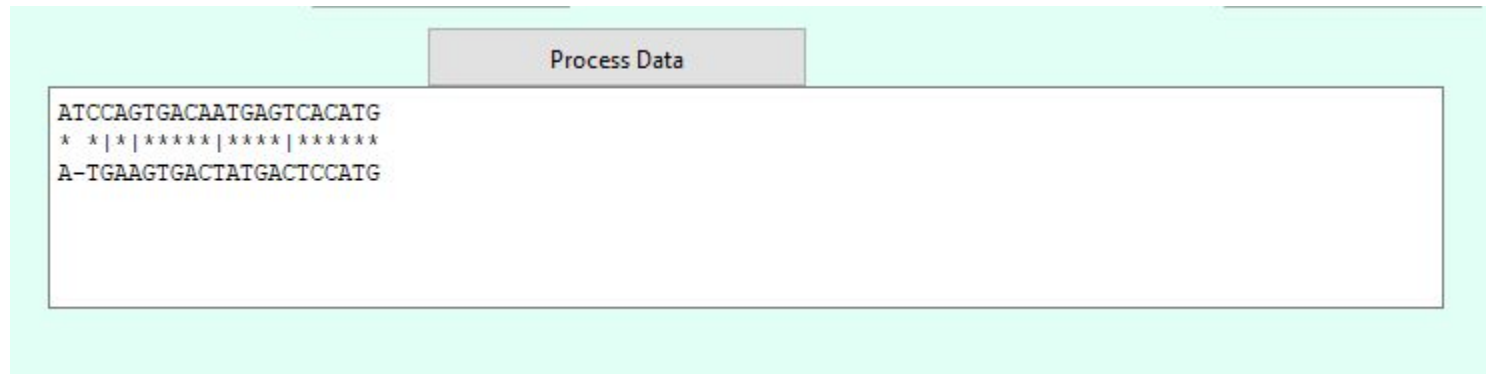 Process Data
ATCCAGTGACAATGAGTCACATG
* *|*|*****|****|******
A-TGAAGTGACTATGACTCCATG